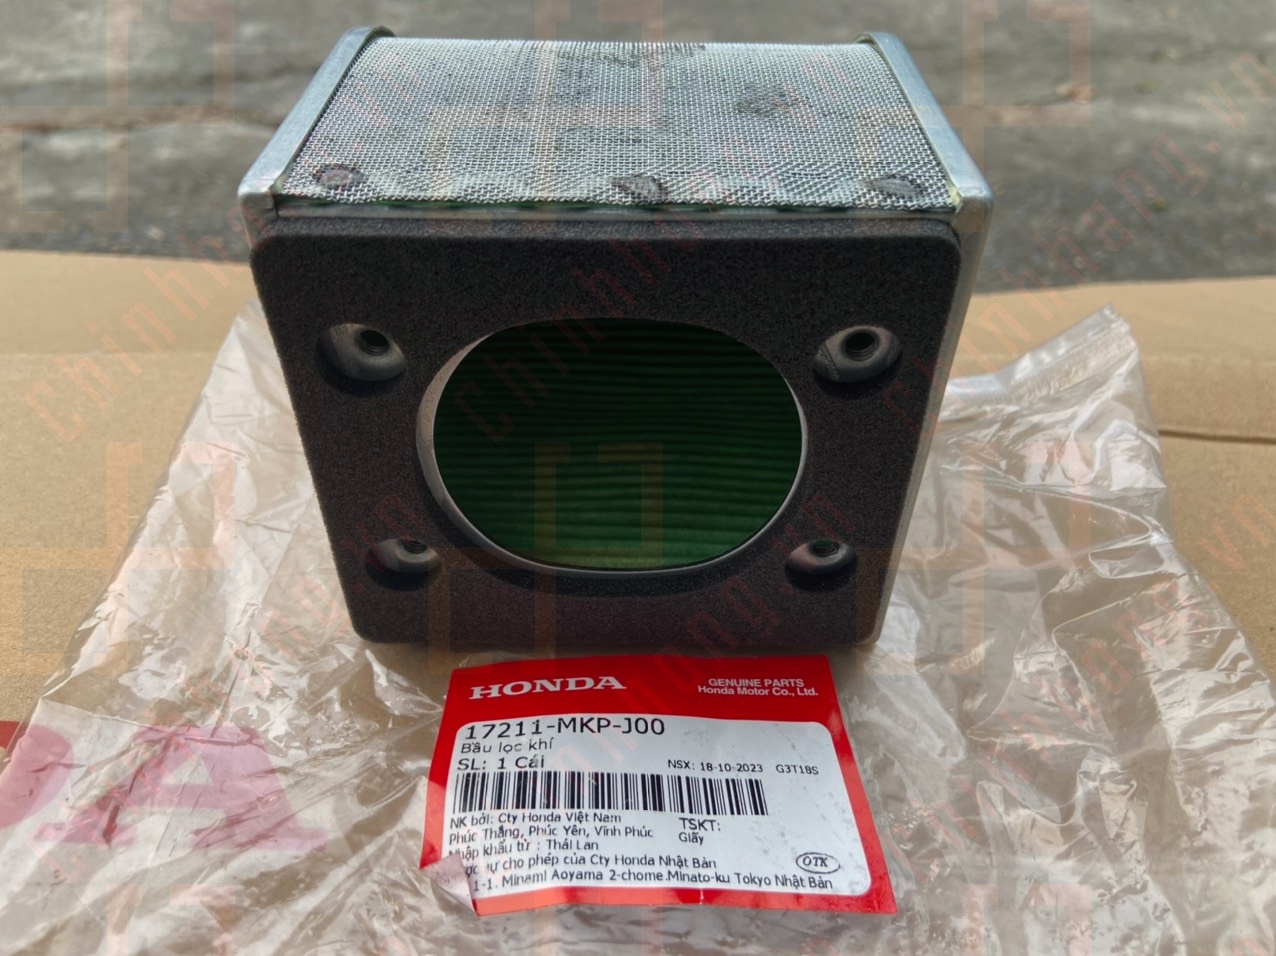 HONDA
GENUINE PARTS
Honda Motor Co., Ltd.
17211-MKP-J00
Bầu lọc khí
SL: 1 Cái
NSX: 18-10-2023 G3T18S
NK bởi: Cty Honda Việt Nam
TSKT:
Phúc Thắng, Phúc Yên, Vĩnh Phúc
Giấy
Nhập khẩu từ : Thái Lan
sự cho phép của Cty Honda Nhật Bản
1-1. Minami Aoyama 2-chome.Minato-ku Tokyo Nhật Bản
OTK
chinhhang.vn